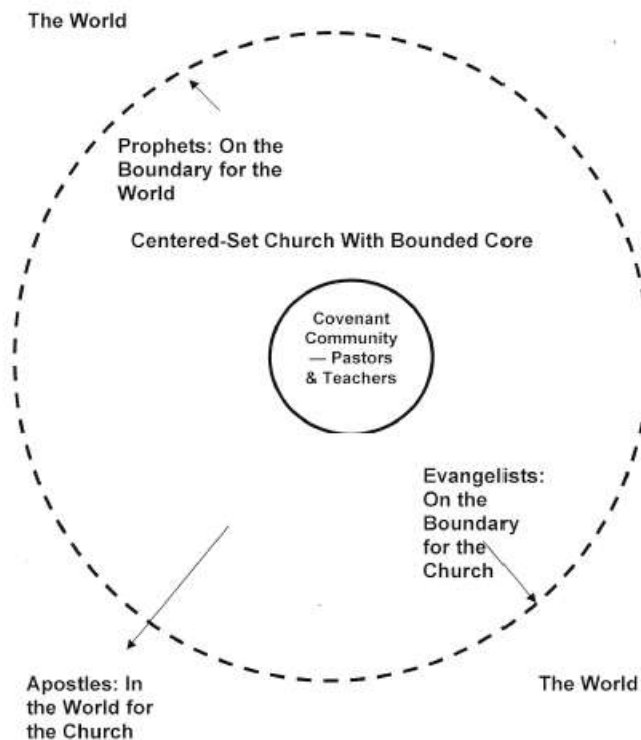 The World
Prophets: On the
Boundary for the
World
Centered-Set Church With Bounded Core
Covenant
Community
— Pastors
& Teachers
Evangelists:
On the
Boundary
for the
Church
Apostles: In
the World for
the Church
The World